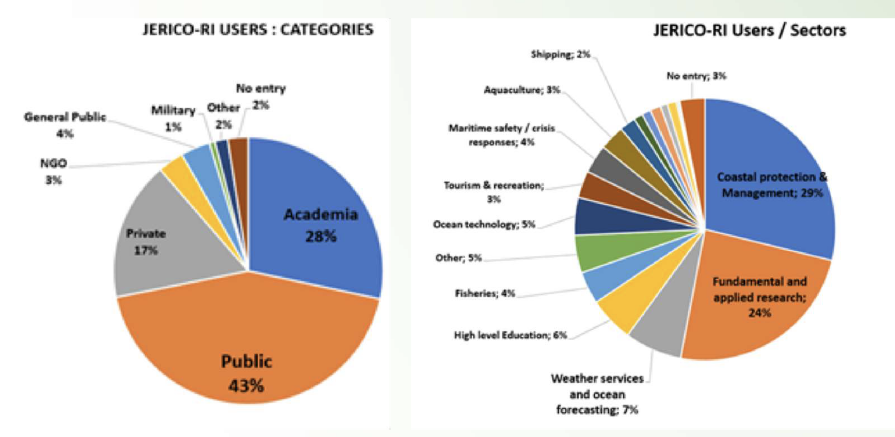 JERICO-RI USERS : CATEGORIES
No entry
2%
Other
2%
Military
1%
General Public
4%
NGO
3%
Private
17%
Academia
28%
Public
43%
JERICO-RI Users / Sectors
Shipping; 2%
No entry; 3%
Aquaculture; 3%
Maritime safety / crisis
responses; 4%
Tourism & recreation;
3%
Ocean technology; 5%
Other; 5%
Fisheries; 4%
High level Education; 6%
Weather services
and ocean
forecasting; 7%
Coastal protection &
Management; 29%
Fundamental and
applied research;
24%